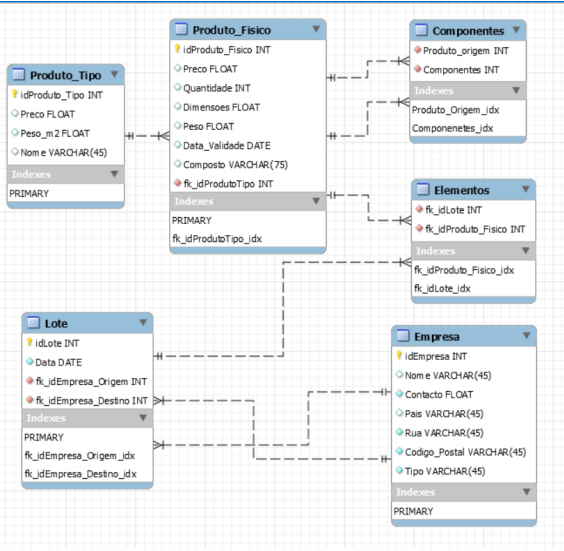 Produto_Tipo
idProduto_Tipo INT
Preco FLOAT
Peso_m2 FLOAT
Nome VARCHAR(45)
Indexes
PRIMARY
Produto_Fisico
idProduto_Fisico INT
Preco FLOAT
Quantidade INT
Dimensoes FLOAT
Peso FLOAT
Data_Validade DATE
Composto VARCHAR(75)
fk_idProdutoTipo INT
Indexes
PRIMARY
fk_idProdutoTipo_idx
Componentes
Produto_origem INT
Componentes INT
Indexes
Produto_Origem_idx
Componenetes_idx
Elementos
fk_idLote INT
fk_idProduto_Fisico INT
Indexes
fk_idProduto_Fisico_idx
fk_idLote_idx
Lote
idLote INT
Data DATE
fk_idEmpresa_Origem INT
fk_idEmpresa_Destino INT
Indexes
PRIMARY
fk_idEmpresa_Origem_idx
fk_idEmpresa_Destino_idx
Empresa
idEmpresa INT
Nome VARCHAR(45)
Contacto FLOAT
Pais VARCHAR(45)
Rua VARCHAR(45)
Codigo_Postal VARCHAR(45)
Tipo VARCHAR(45)
Indexes
PRIMARY